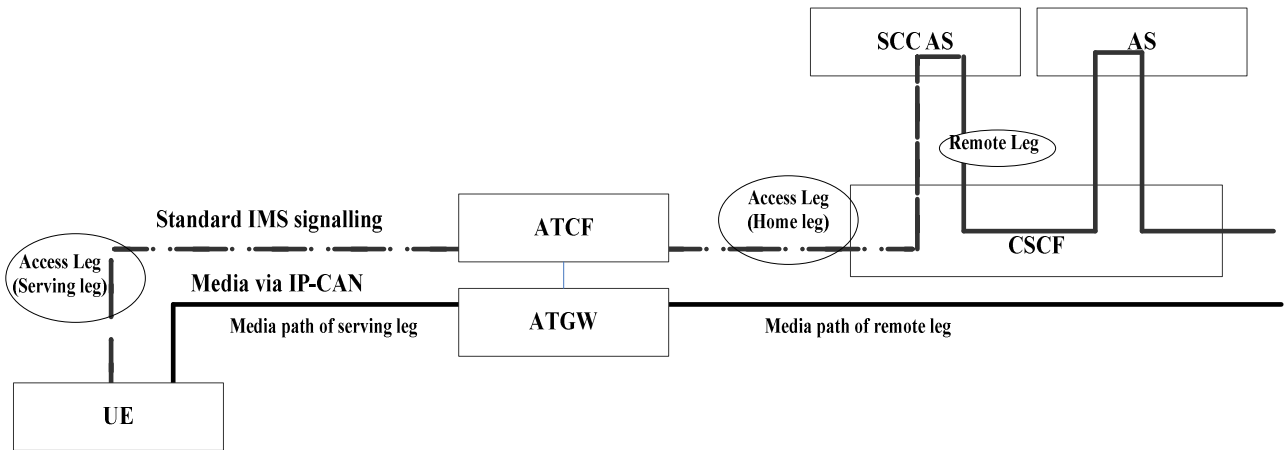 SCC AS
AS
Remote Leg
Access Leg
(Home leg)
Standard IMS signalling
ATCF
CSCF
Access Leg
(Serving leg)
Media via IP-CAN
Media path of serving leg
ATGW
Media path of remote leg
UE